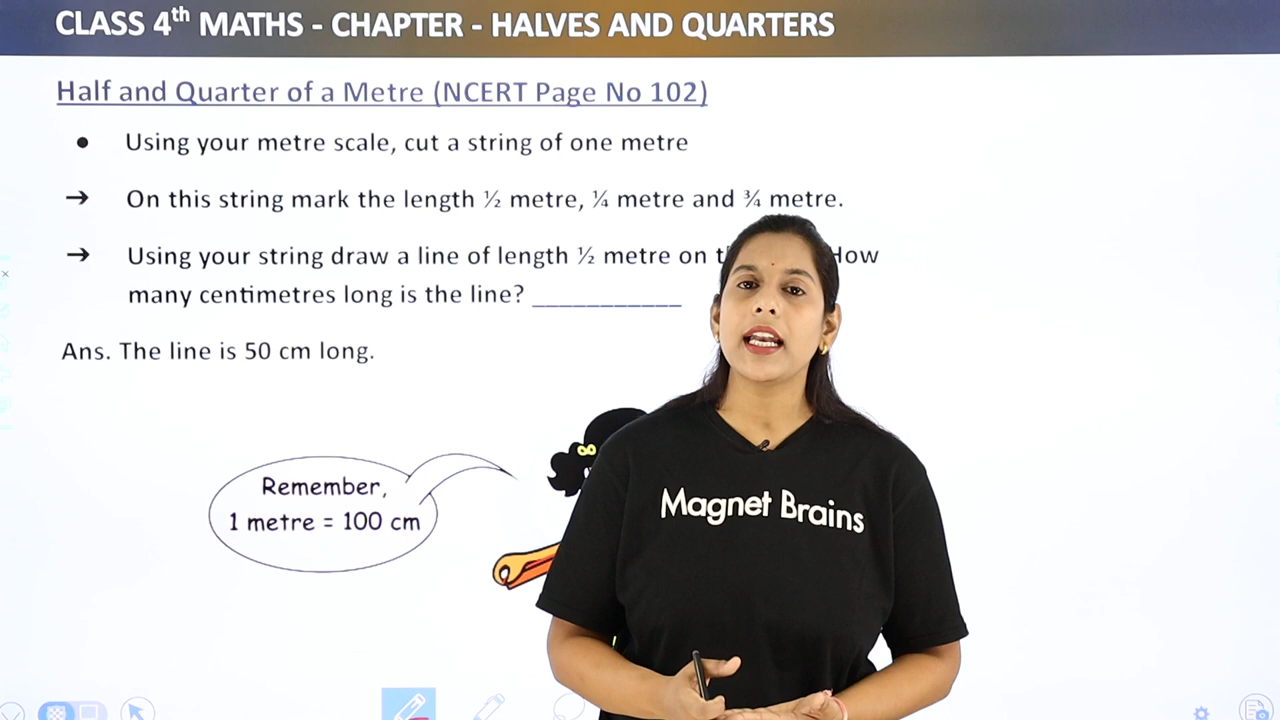 CLASS 4th MATHS - CHAPTER - HALVES AND QUARTERS
Half and Quarter of a Metre (NCERT Page No 102)
● Using your metre scale, cut a string of one metre
→ On this string mark the length ½ metre, ¼ metre and ¾ metre.
→ Using your string draw a line of length ½ metre on How
many centimetres long is the line? ___________
Ans. The line is 50 cm long.
Remember,
1 metre = 100 cm
Magnet Brains